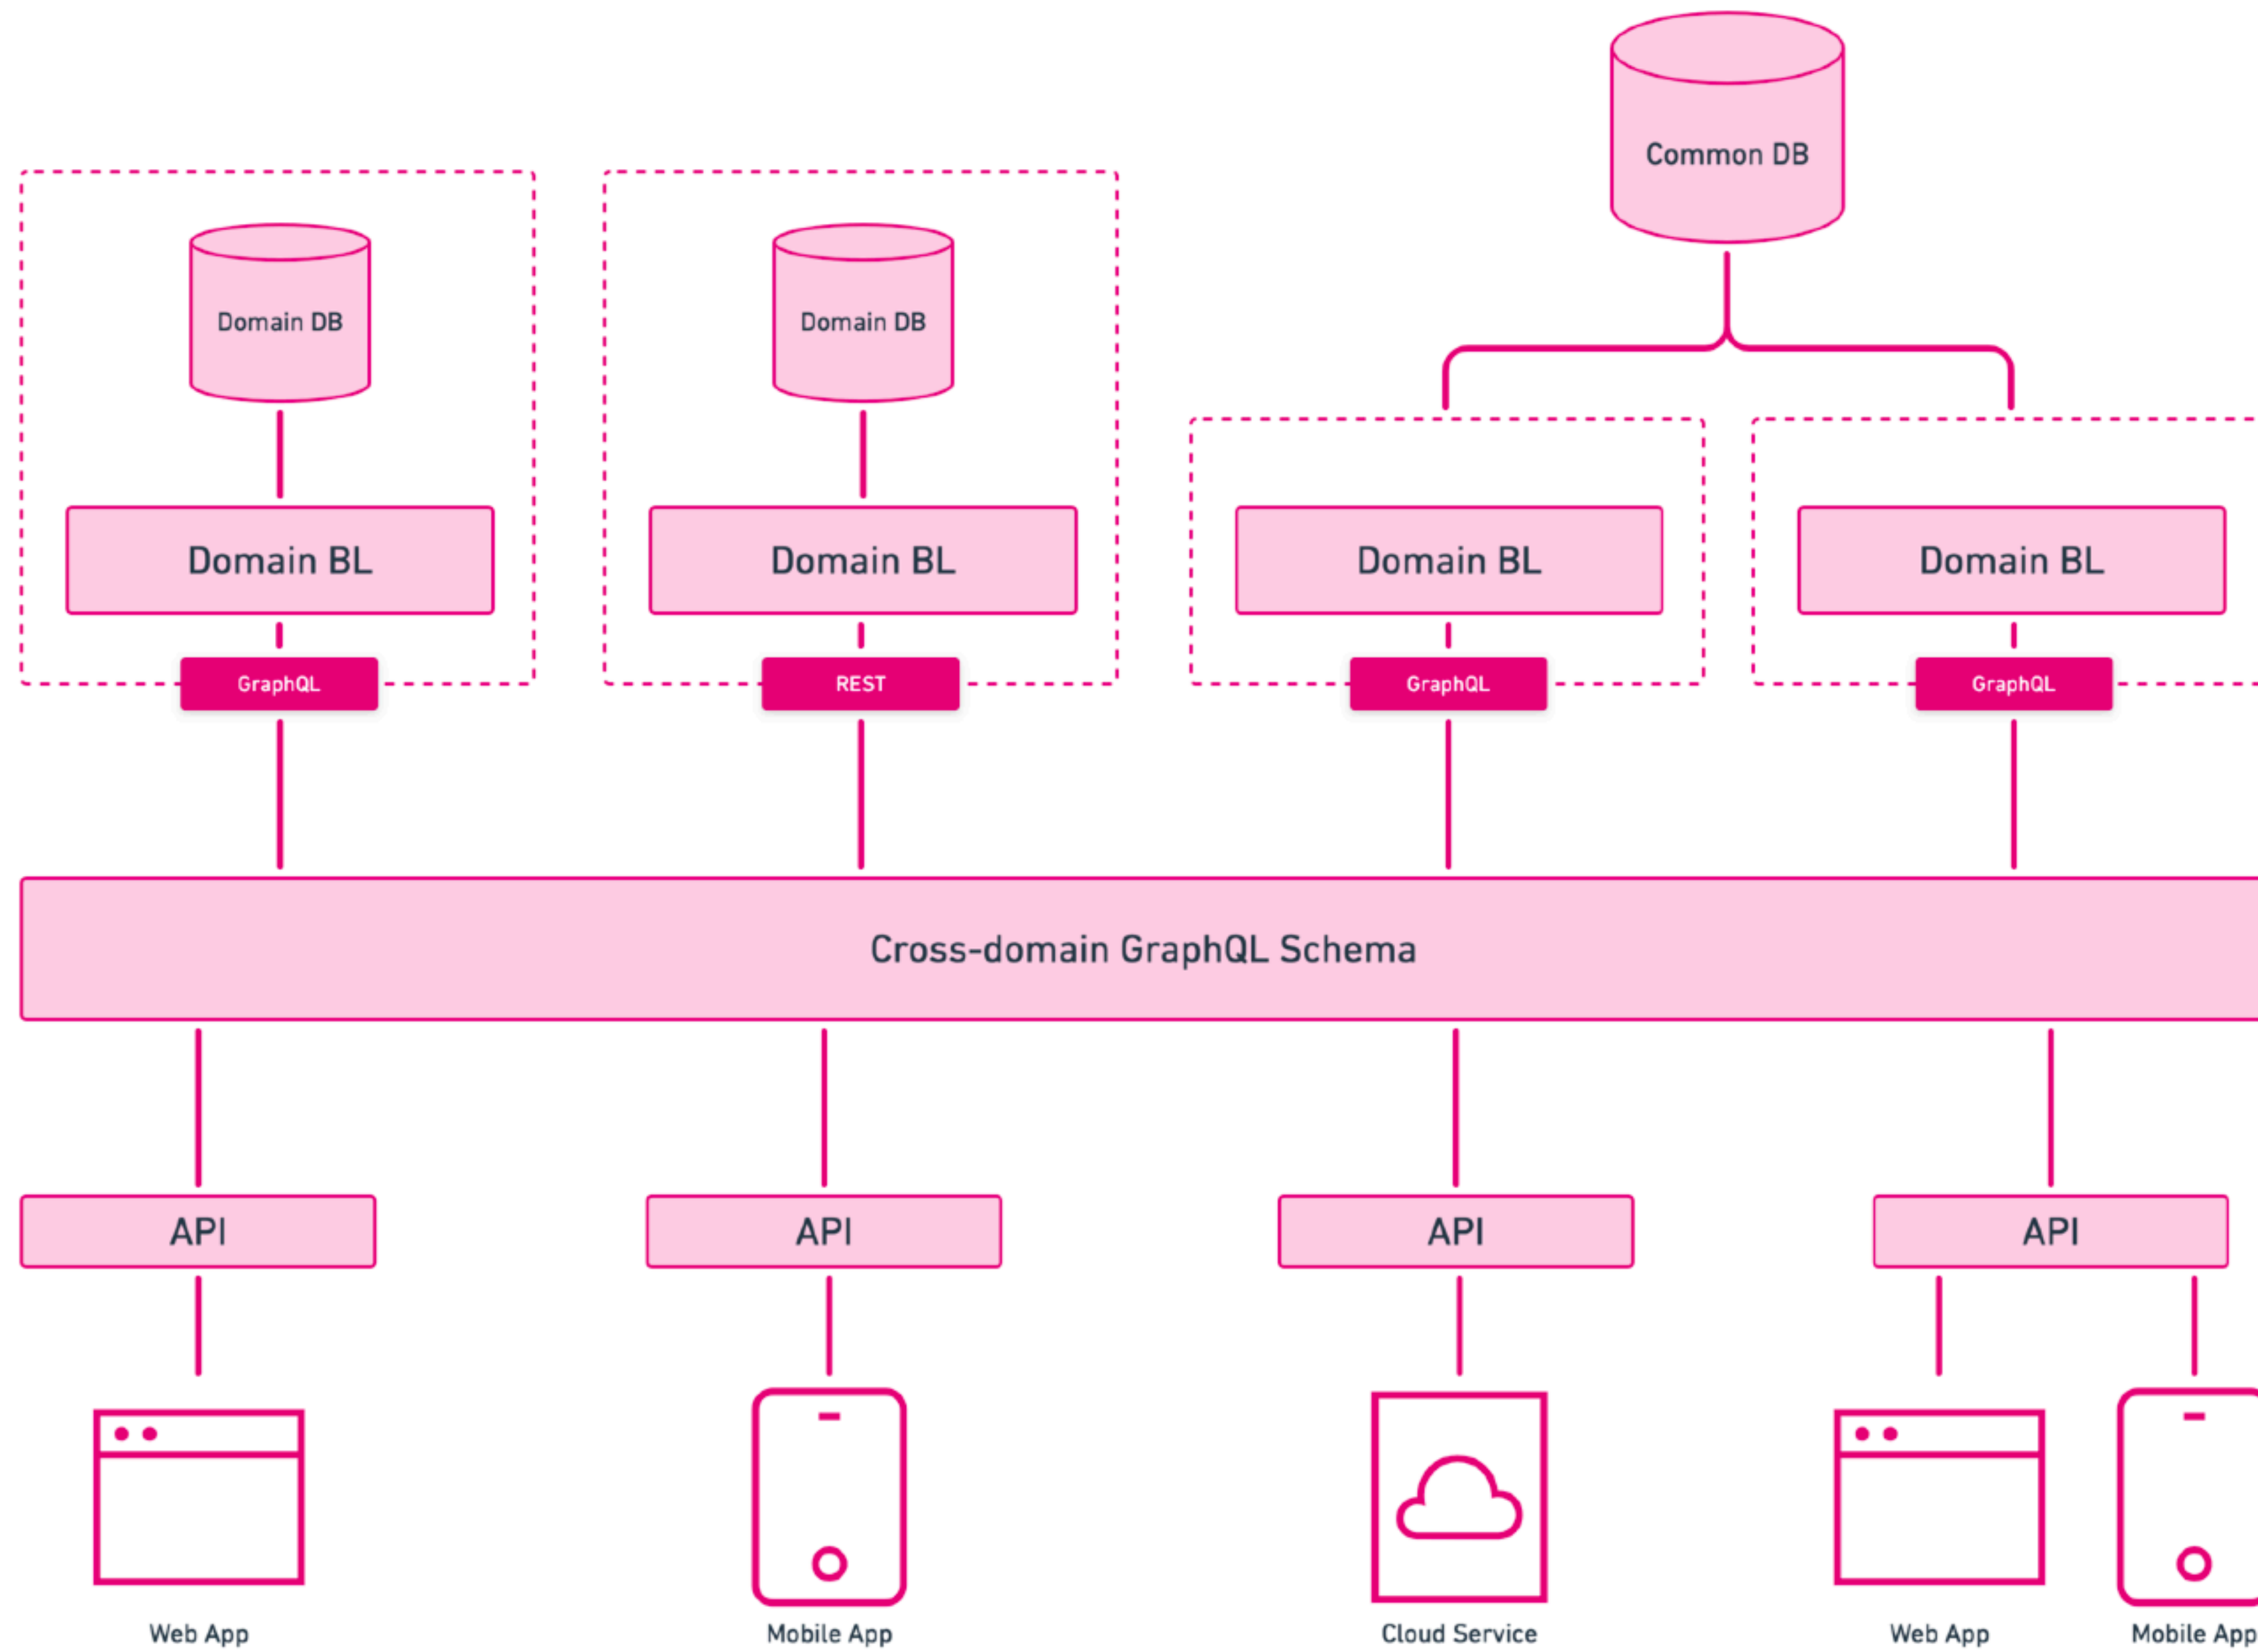 Common DB
Domain DB
Domain DB
Domain BL
Domain BL
Domain BL
Domain BL
GraphQL
REST
GraphQL
GraphQL
Cross-domain GraphQL Schema
API
API
API
API
Web App
Mobile App
Cloud Service
Web App
Mobile App